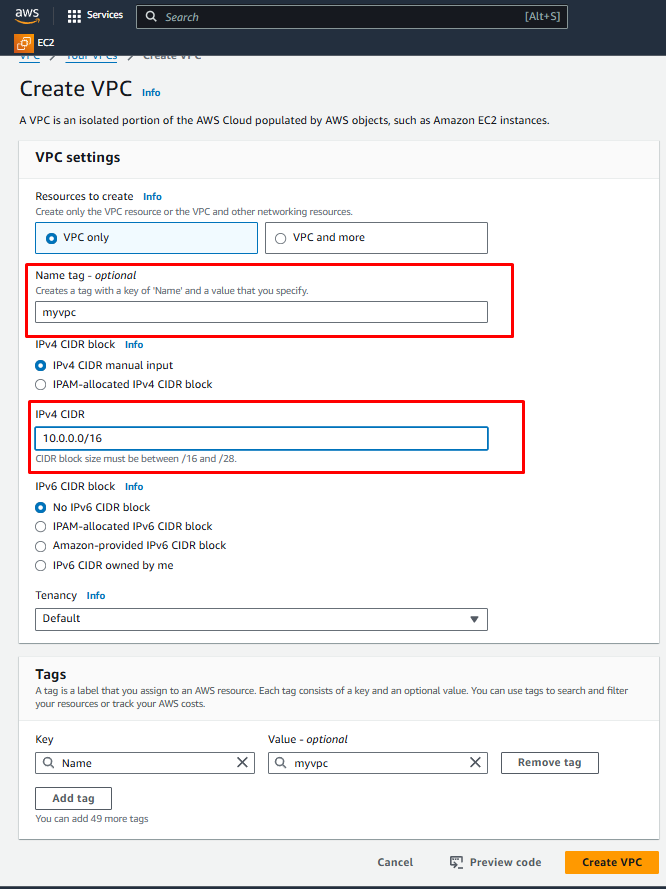 aws
Services
Search
[Alt+S]
EC2
VPC
Your VPCs
Create VPC
Create VPC Info
A VPC is an isolated portion of the AWS Cloud populated by AWS objects, such as Amazon EC2 instances.
VPC settings
Resources to create Info
Create only the VPC resource or the VPC and other networking resources.
VPC only
VPC and more
Name tag - optional
Creates a tag with a key of 'Name' and a value that you specify.
myvpc
IPv4 CIDR block Info
IPv4 CIDR manual input
IPAM-allocated IPv4 CIDR block
IPv4 CIDR
10.0.0.0/16
CIDR block size must be between /16 and /28.
IPv6 CIDR block Info
No IPv6 CIDR block
IPAM-allocated IPv6 CIDR block
Amazon-provided IPv6 CIDR block
IPv6 CIDR owned by me
Tenancy Info
Default
Tags
A tag is a label that you assign to an AWS resource. Each tag consists of a key and an optional value. You can use tags to search and filter
your resources or track your AWS costs.
Key
Value - optional
Name
myvpc
Remove tag
Add tag
You can add 49 more tags
Cancel
Preview code
Create VPC